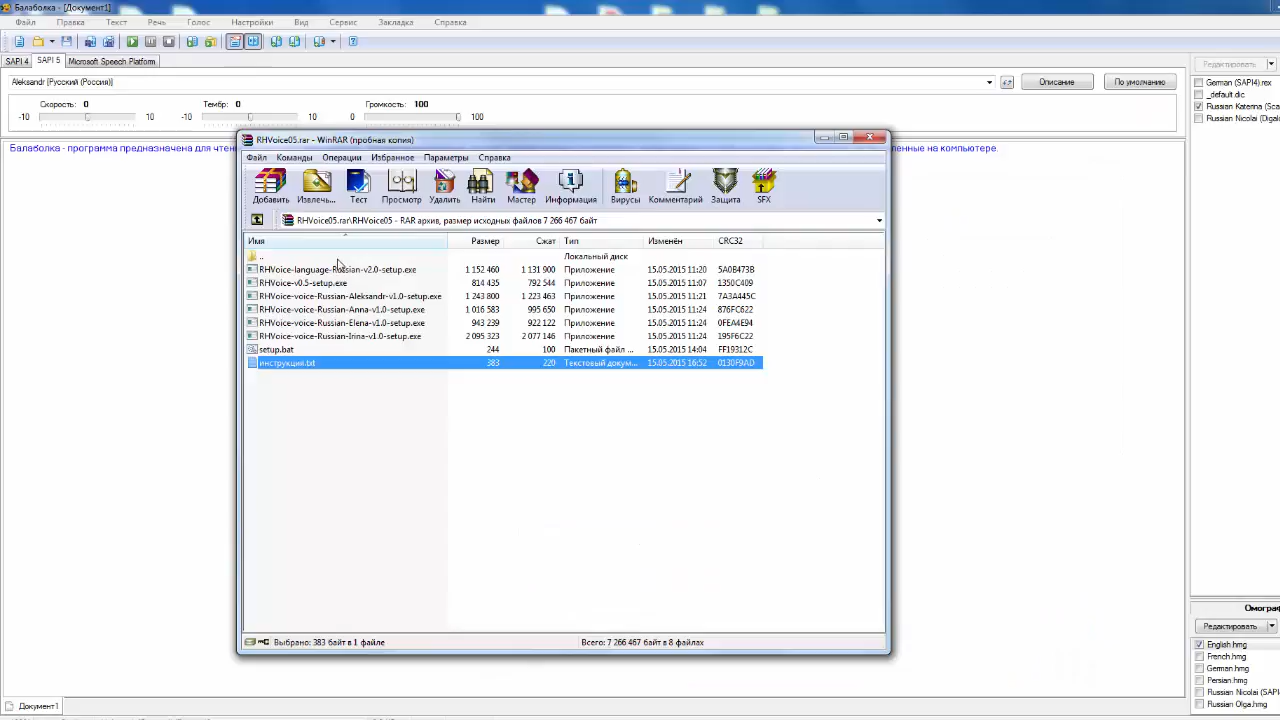 Балаболка - [Документ1]
Файл Правка Текст Речь Голос Настройки Вид Сервис Закладка Справка
SAPI 4 SAPI 5 Microsoft Speech Platform
Aleksandr [Русский (Россия)] Описание По умолчанию
Скорость: 0 Тембр: 0 Громкость: 100
-10 10 -10 10 0 100
Балаболка - программа предназначена для чтен
енные на компьютере.
RHVoice05.rar - WinRAR (пробная копия)
Файл Команды Операции Избранное Параметры Справка
Добавить Извлечь... Тест Просмотр Удалить Найти Мастер Информация Вирусы Комментарий Защита SFX
RHVoice05.rar\RHVoice05 - RAR архив, размер исходных файлов 7 266 467 байт
Имя Размер Сжат Тип Изменён CRC32
.. Локальный диск
RHVoice-language-Russian-v2.0-setup.exe 1 152 460 1 131 900 Приложение 15.05.2015 11:20 5A0B473B
RHVoice-v0.5-setup.exe 814 435 792 544 Приложение 15.05.2015 11:07 1350C409
RHVoice-voice-Russian-Aleksandr-v1.0-setup.exe 1 243 800 1 223 463 Приложение 15.05.2015 11:21 7A3A445C
RHVoice-voice-Russian-Anna-v1.0-setup.exe 1 016 583 995 650 Приложение 15.05.2015 11:24 876FC622
RHVoice-voice-Russian-Elena-v1.0-setup.exe 943 239 922 122 Приложение 15.05.2015 11:24 0FEA4E94
RHVoice-voice-Russian-Irina-v1.0-setup.exe 2 095 323 2 077 146 Приложение 15.05.2015 11:24 195F6C22
setup.bat 244 100 Пакетный файл ... 15.05.2015 14:04 FF19312C
инструкция.txt 383 220 Текстовый докум... 15.05.2015 16:52 0130F9AD
Выбрано: 383 байт в 1 файле Всего: 7 266 467 байт в 8 файлах
Редактировать
German (SAPI4).rex
_default.dic
Russian Katerina (Sca
Russian Nicolai (Digal
Омограф
Редактировать
English.hmg
French.hmg
German.hmg
Persian.hmg
Russian Nicolai (SAPI4
Russian Olga.hmg
Документ1